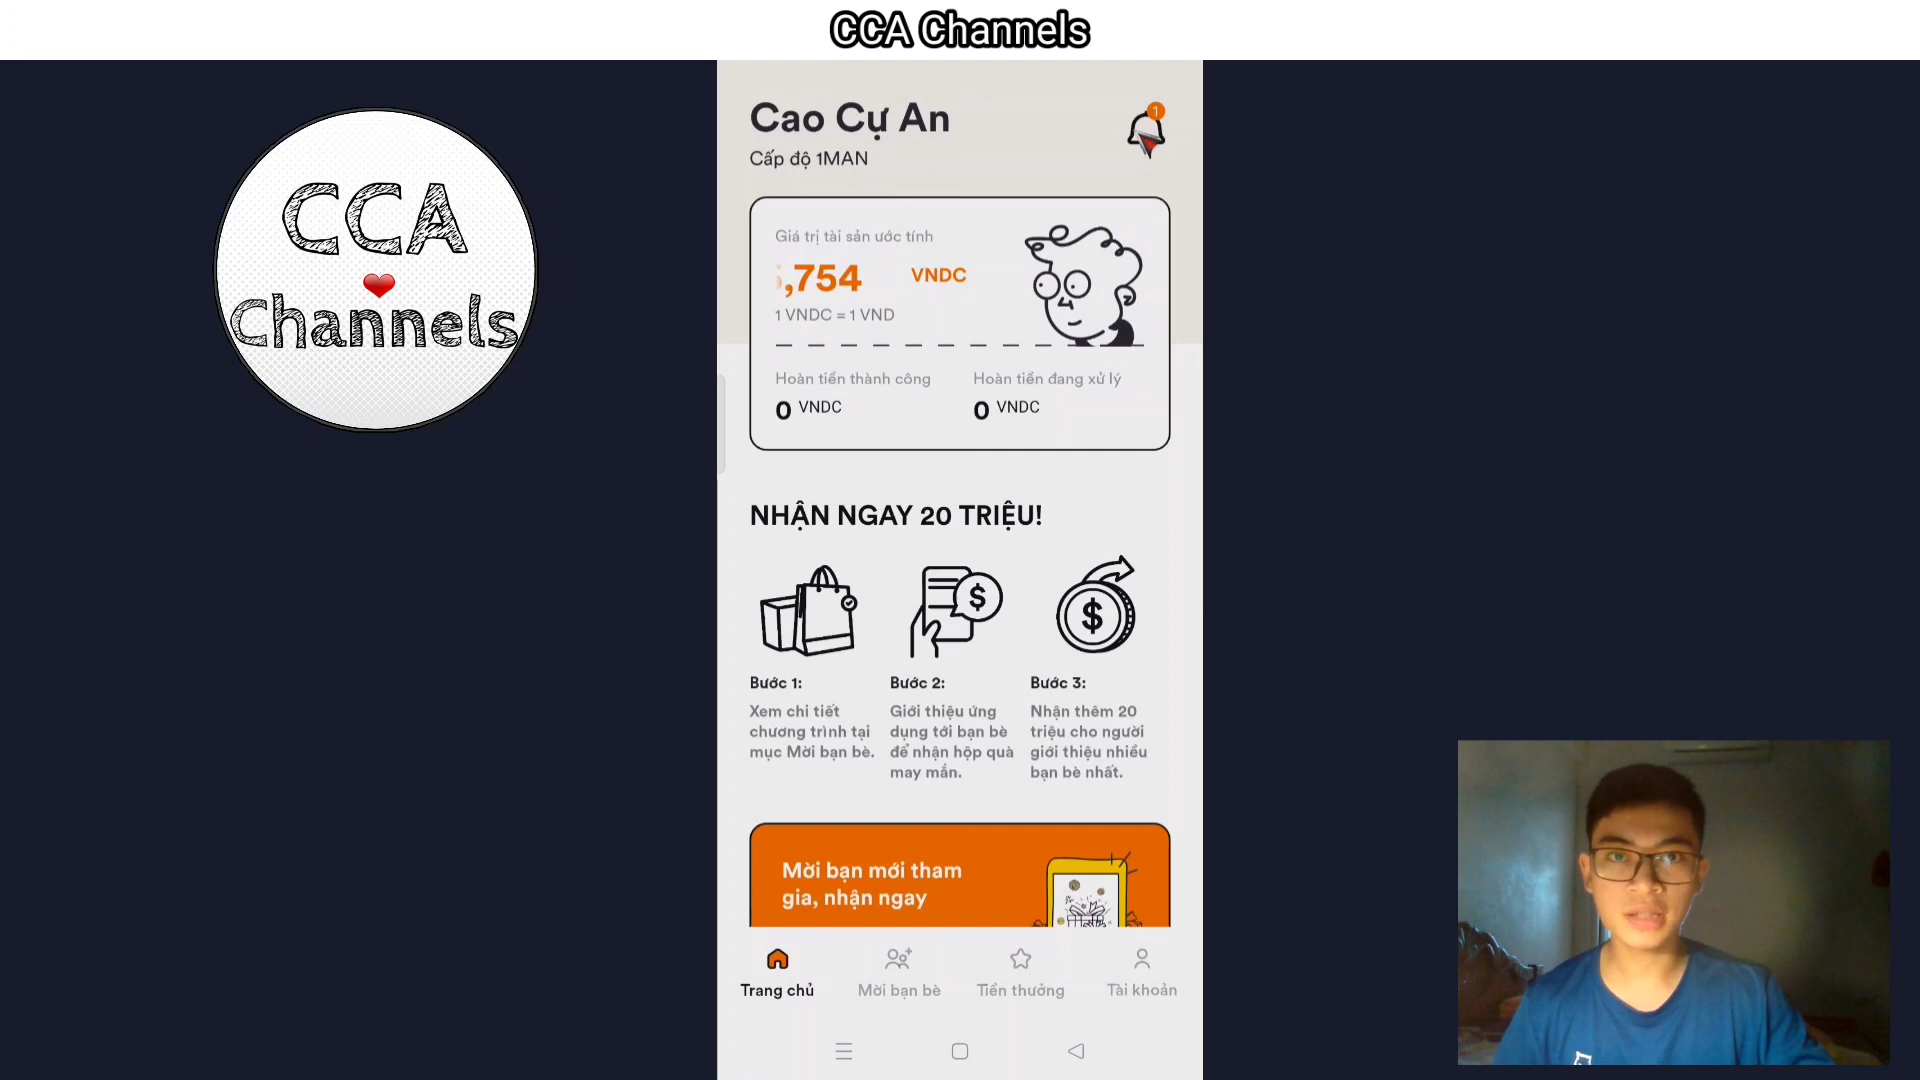 CCA Channels
CCA
Channels
Cao Cự An
1
Cấp độ 1MAN
Giá trị tài sản ước tính
,754 VNDC
1 VNDC = 1 VND
Hoàn tiền thành công
0 VNDC
Hoàn tiền đang xử lý
0 VNDC
NHẬN NGAY 20 TRIỆU!
$
$
Bước 1:
Xem chi tiết
chương trình tại
mục Mời bạn bè.
Bước 2:
Giới thiệu ứng
dụng tới bạn bè
để nhận hộp quà
may mắn.
Bước 3:
Nhận thêm 20
triệu cho người
giới thiệu nhiều
bạn bè nhất.
Mời bạn mới tham
gia, nhận ngay
Trang chủ
Mời bạn bè
Tiền thưởng
Tài khoản